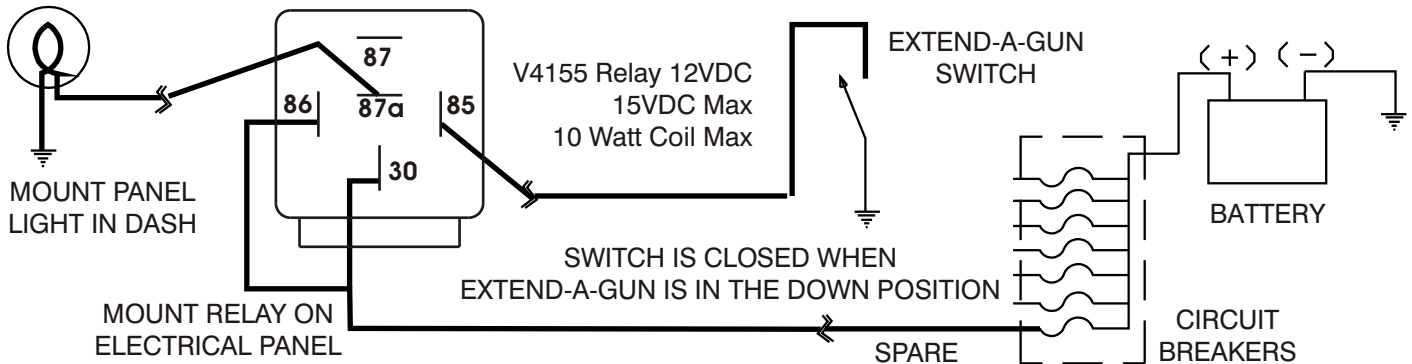 87
86
87a
85
30
V4155 Relay 12VDC
15VDC Max
10 Watt Coil Max
EXTEND-A-GUN
SWITCH
(+) (−)
MOUNT PANEL
LIGHT IN DASH
BATTERY
SWITCH IS CLOSED WHEN
EXTEND-A-GUN IS IN THE DOWN POSITION
MOUNT RELAY ON
ELECTRICAL PANEL
SPARE
CIRCUIT
BREAKERS